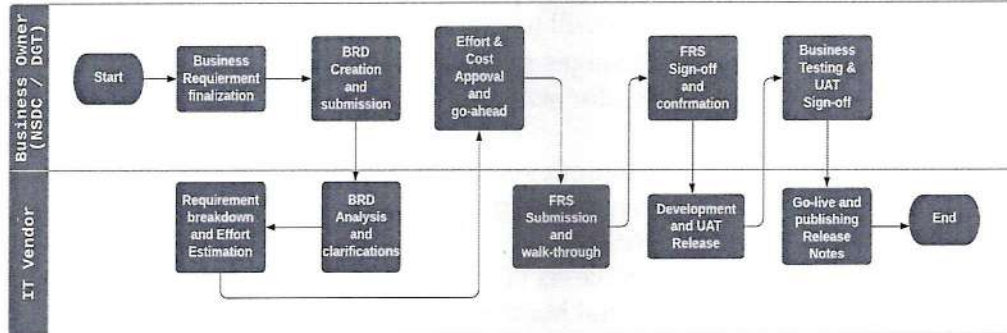 Business Owner
(NSDC / DGT)
Start
Business
Requierment
finalization
BRD
Creation
and
submission
Effort &
Cost
Appoval
and
go-ahead
FRS
Sign-off
and
confrmation
Business
Testing &
UAT
Sign-off
IT Vendor
Requirement
breakdown
and Effort
Estimation
BRD
Analysis
and
clarifications
FRS
Submission
and
walk-through
Development
and UAT
Release
Go-live and
publishing
Release
Notes
End